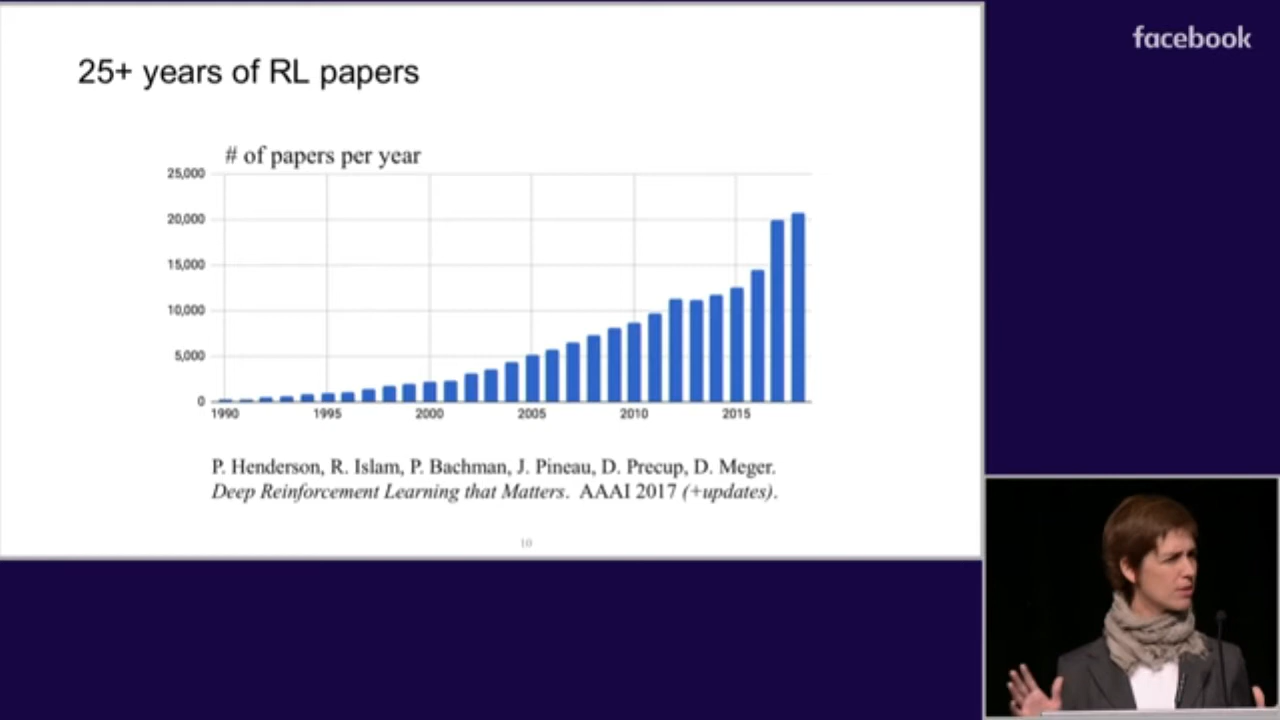 facebook
25+ years of RL papers
# of papers per year
25,000
20,000
15,000
10,000
5,000
0
1990 1995 2000 2005 2010 2015
P. Henderson, R. Islam, P. Bachman, J. Pineau, D. Precup, D. Meger.
Deep Reinforcement Learning that Matters. AAAI 2017 (+updates).
10